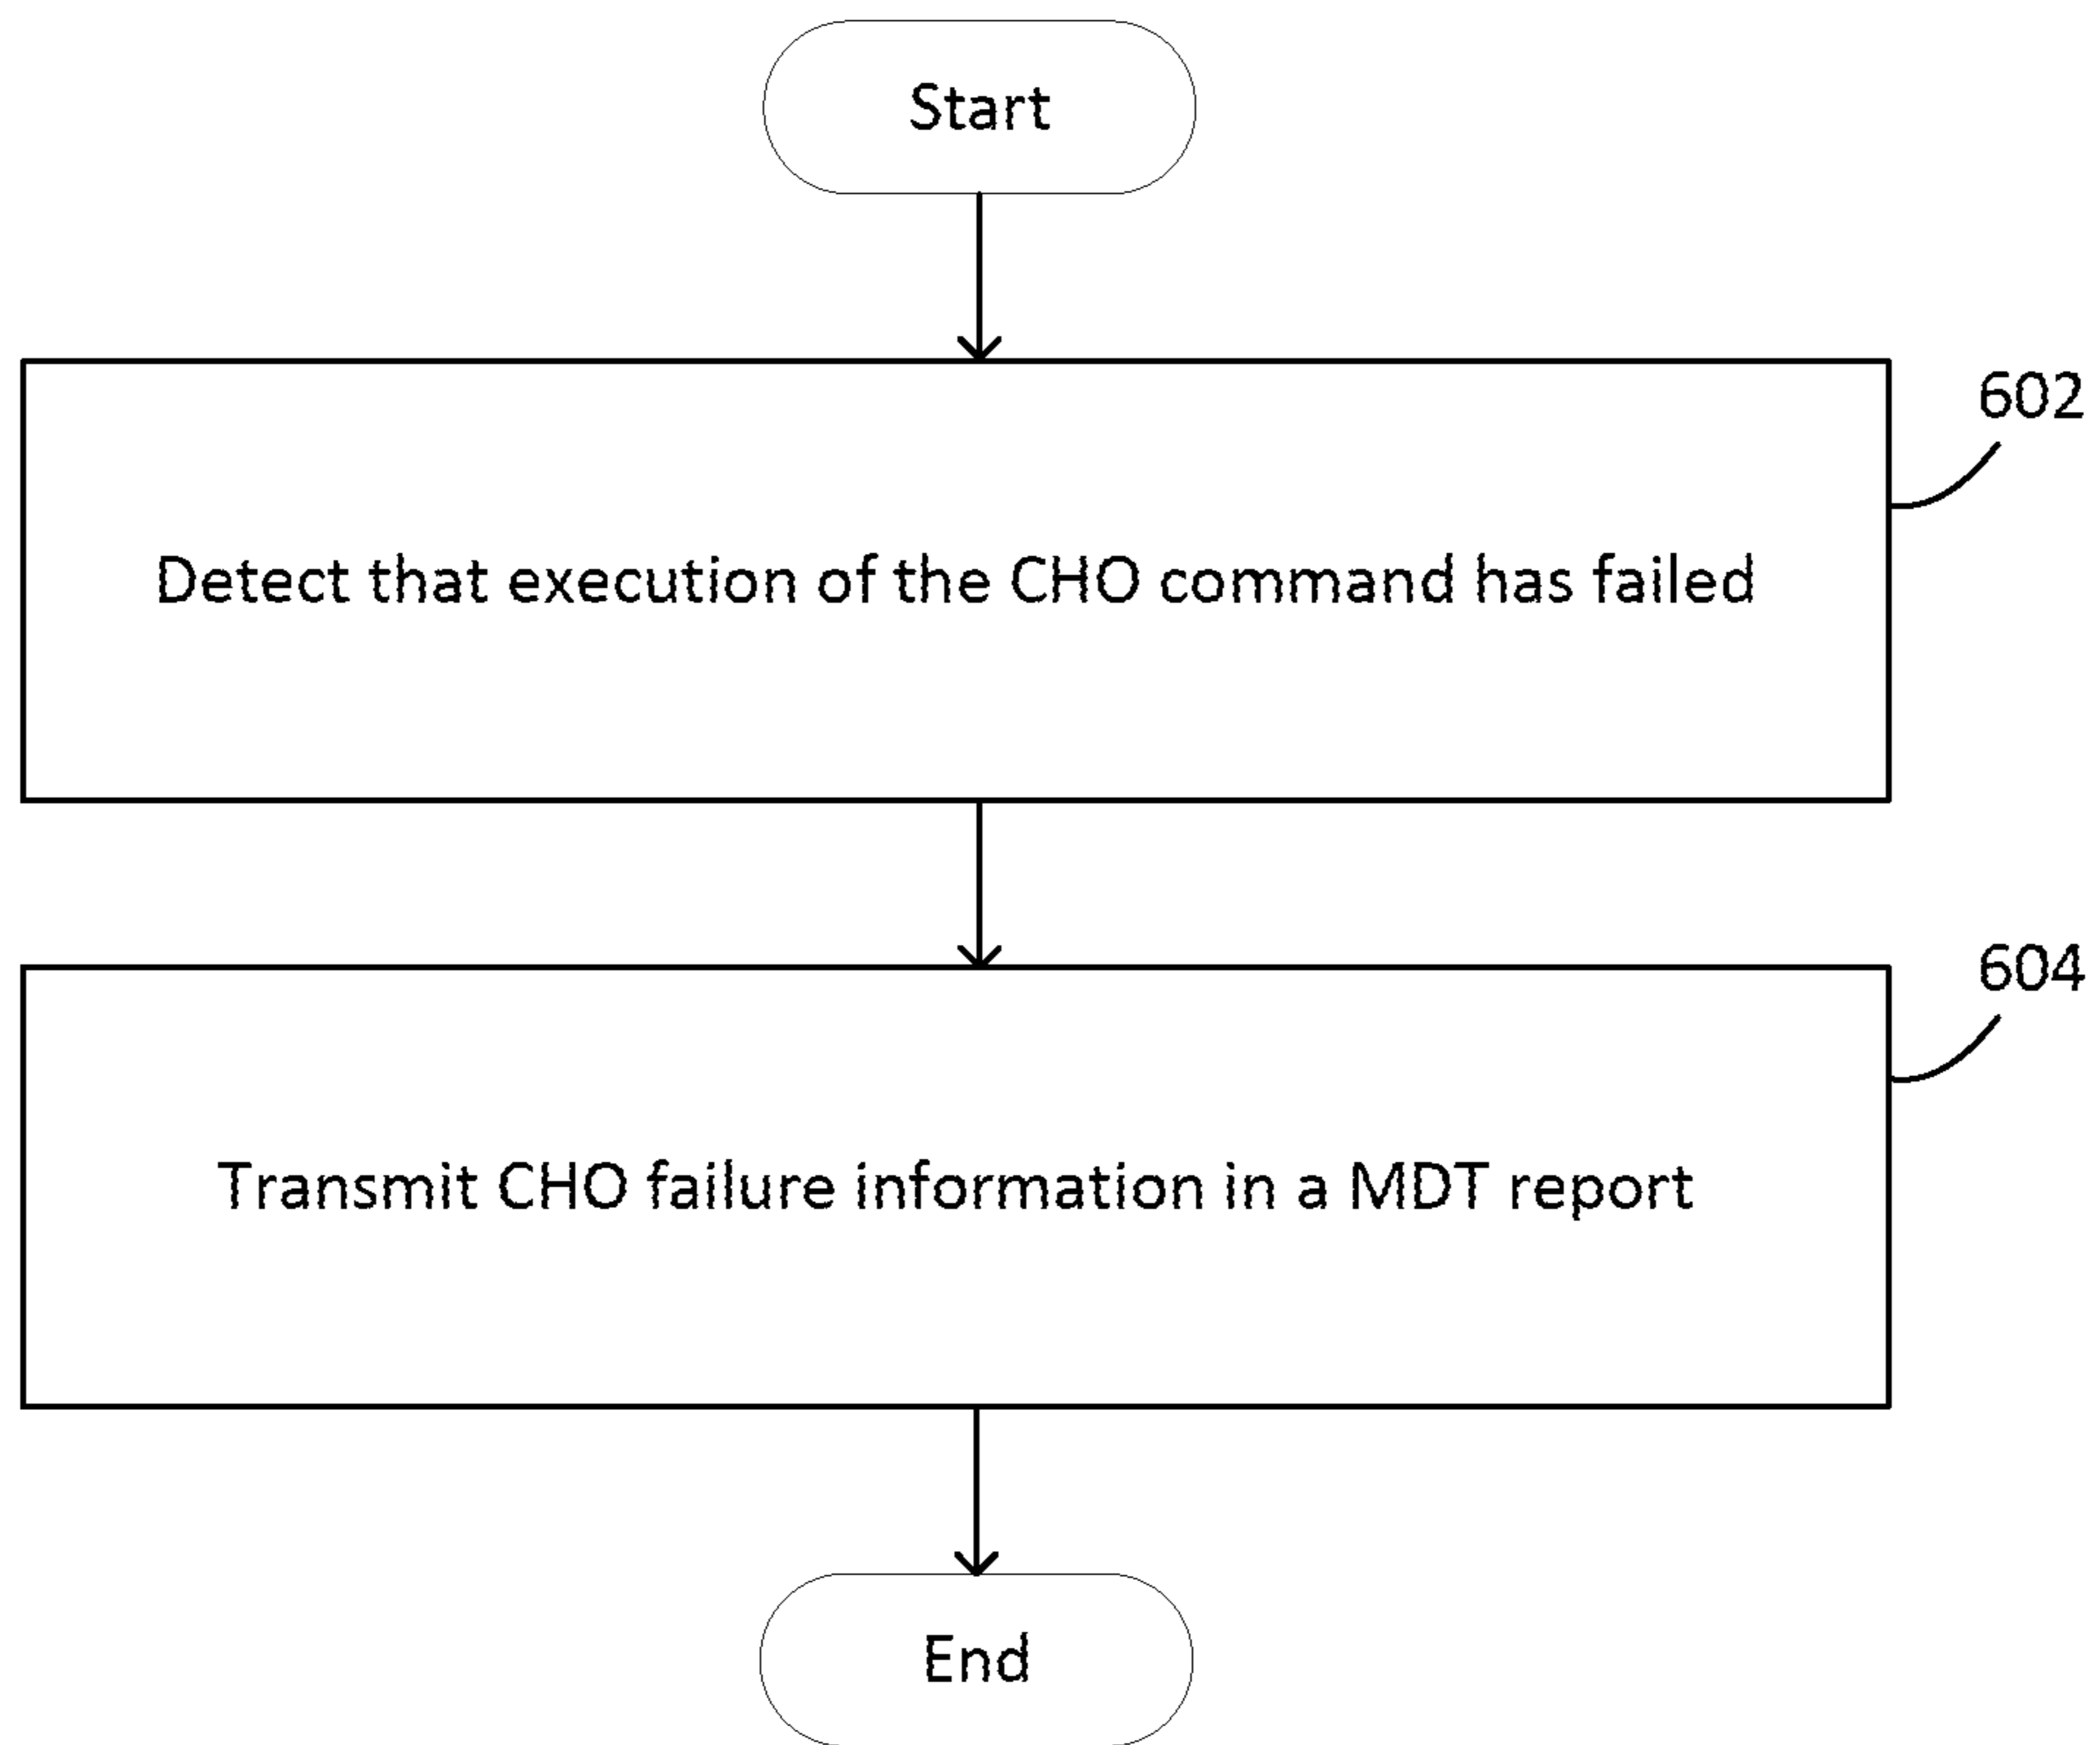 Start
602
Detect that execution of the CHO command has failed
604
Transmit CHO failure information in a MDT report
End